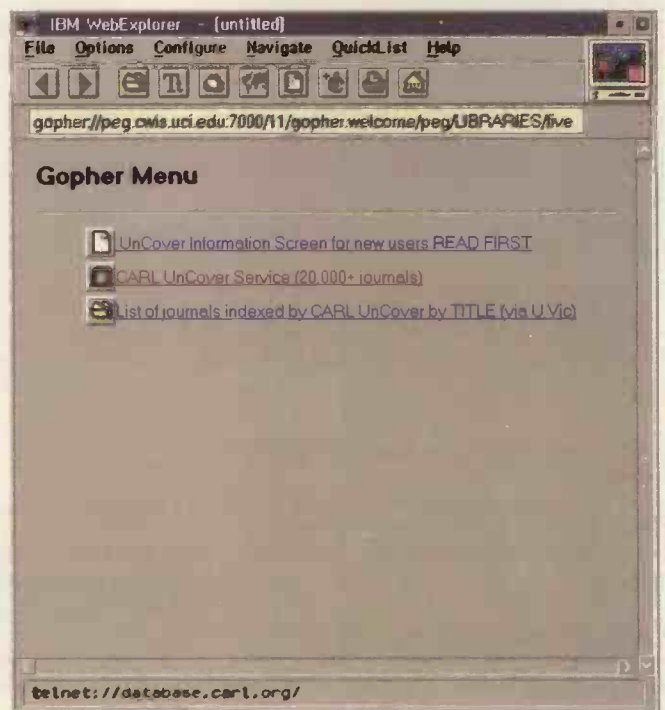 IBM WebExplorer - (untitled)
File Options Configure Navigate QuickList Help
gopher://peg.cwis.uci.edu:7000/11/gopher.welcome/peg/LIBRARIES/five
Gopher Menu
UnCover Information Screen for new users READ FIRST
CARL UnCover Service (20,000+ journals)
List of journals indexed by CARL UnCover by TITLE (via U.Vic)
telnet://database.carl.org/